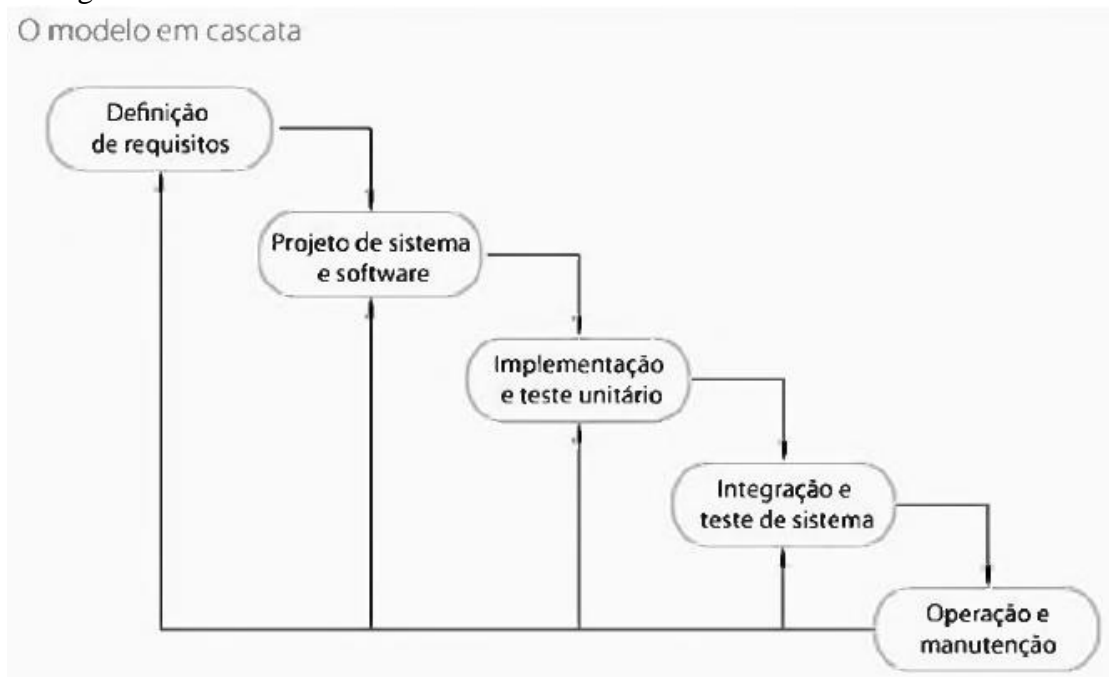 O modelo em cascata
Definição
de requisitos
Projeto de sistema
e software
Implementação
e teste unitário
Integração e
teste de sistema
Operação e
manutenção